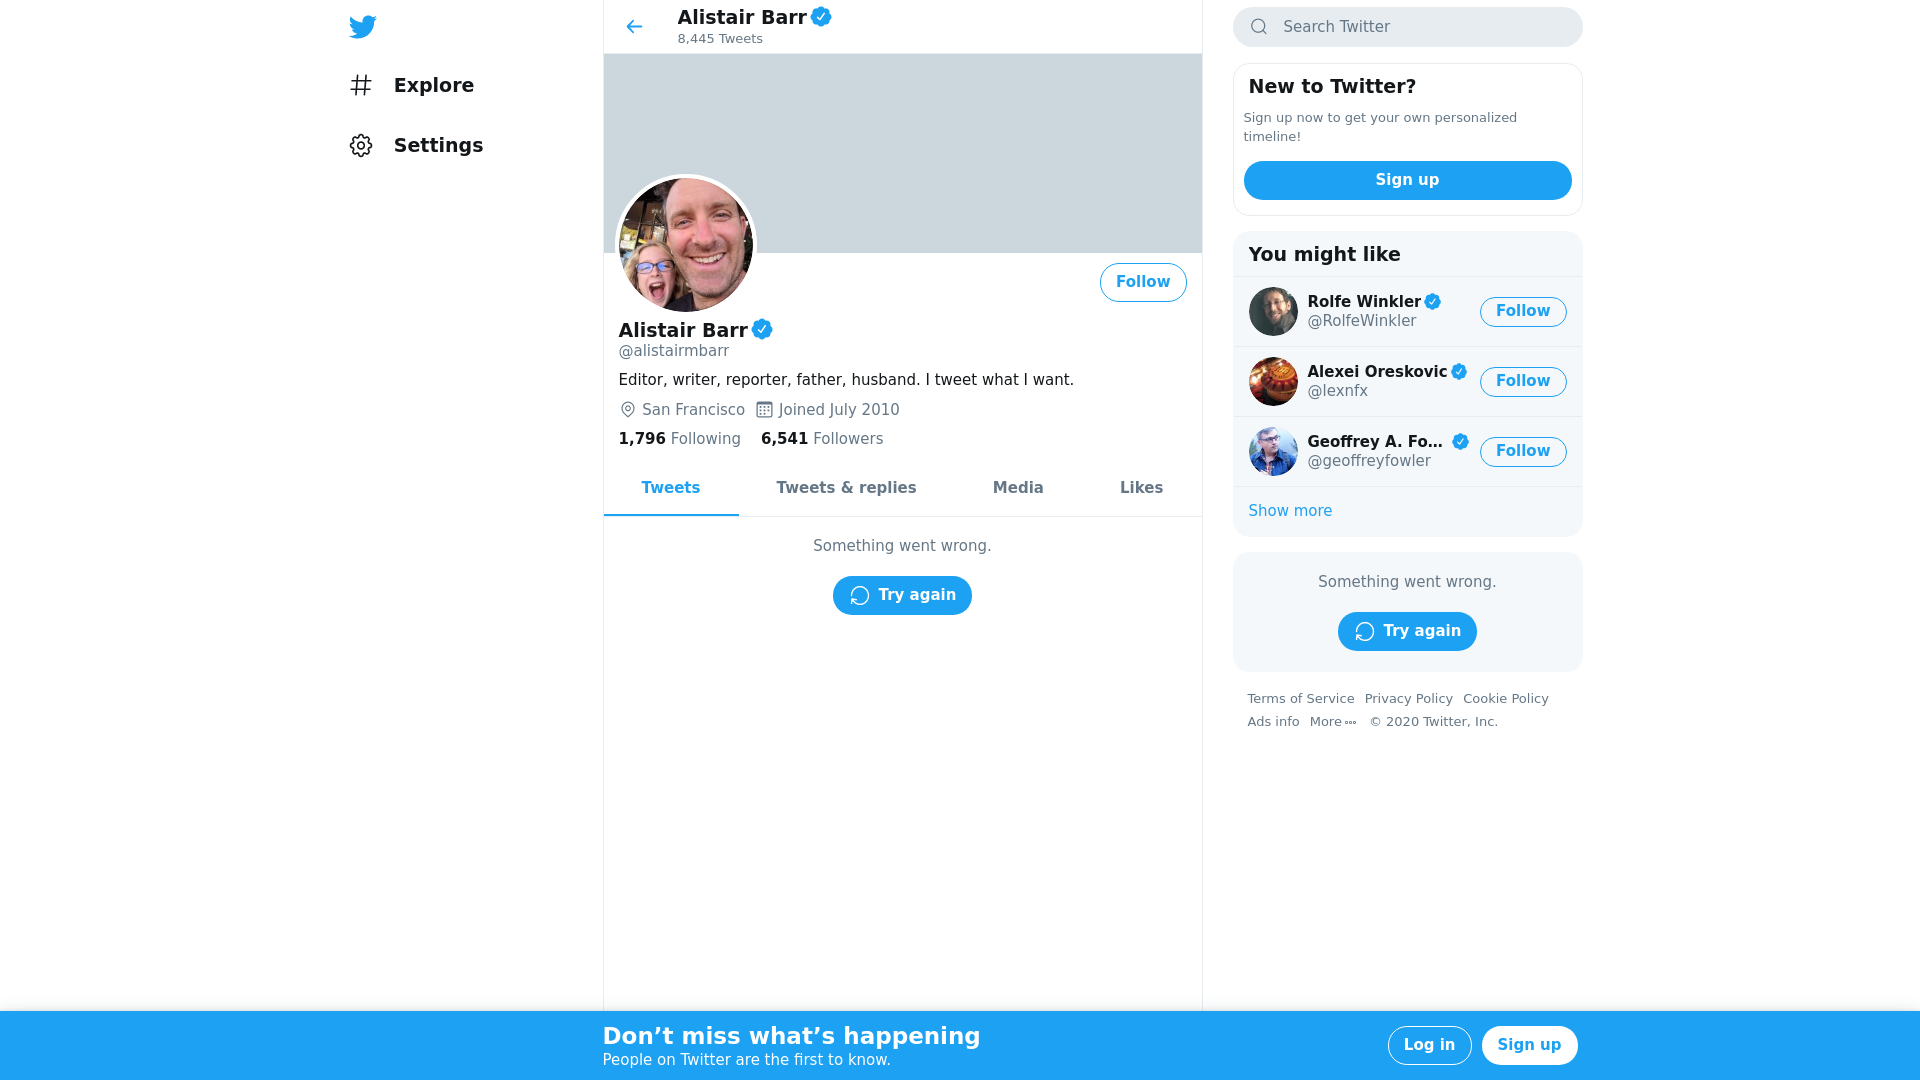 Explore
Settings
Alistair Barr
8,445 Tweets
Follow
Alistair Barr
@alistairmbarr
Editor, writer, reporter, father, husband. I tweet what I want.
San Francisco Joined July 2010
1,796 Following 6,541 Followers
Tweets Tweets & replies Media Likes
Something went wrong.
Try again
Search Twitter
New to Twitter?
Sign up now to get your own personalized
timeline!
Sign up
You might like
Rolfe Winkler
@RolfeWinkler
Follow
Alexei Oreskovic
@lexnfx
Follow
Geoffrey A. Fo…
@geoffreyfowler
Follow
Show more
Something went wrong.
Try again
Terms of Service Privacy Policy Cookie Policy
Ads info More © 2020 Twitter, Inc.
Don’t miss what’s happening
People on Twitter are the first to know.
Log in Sign up